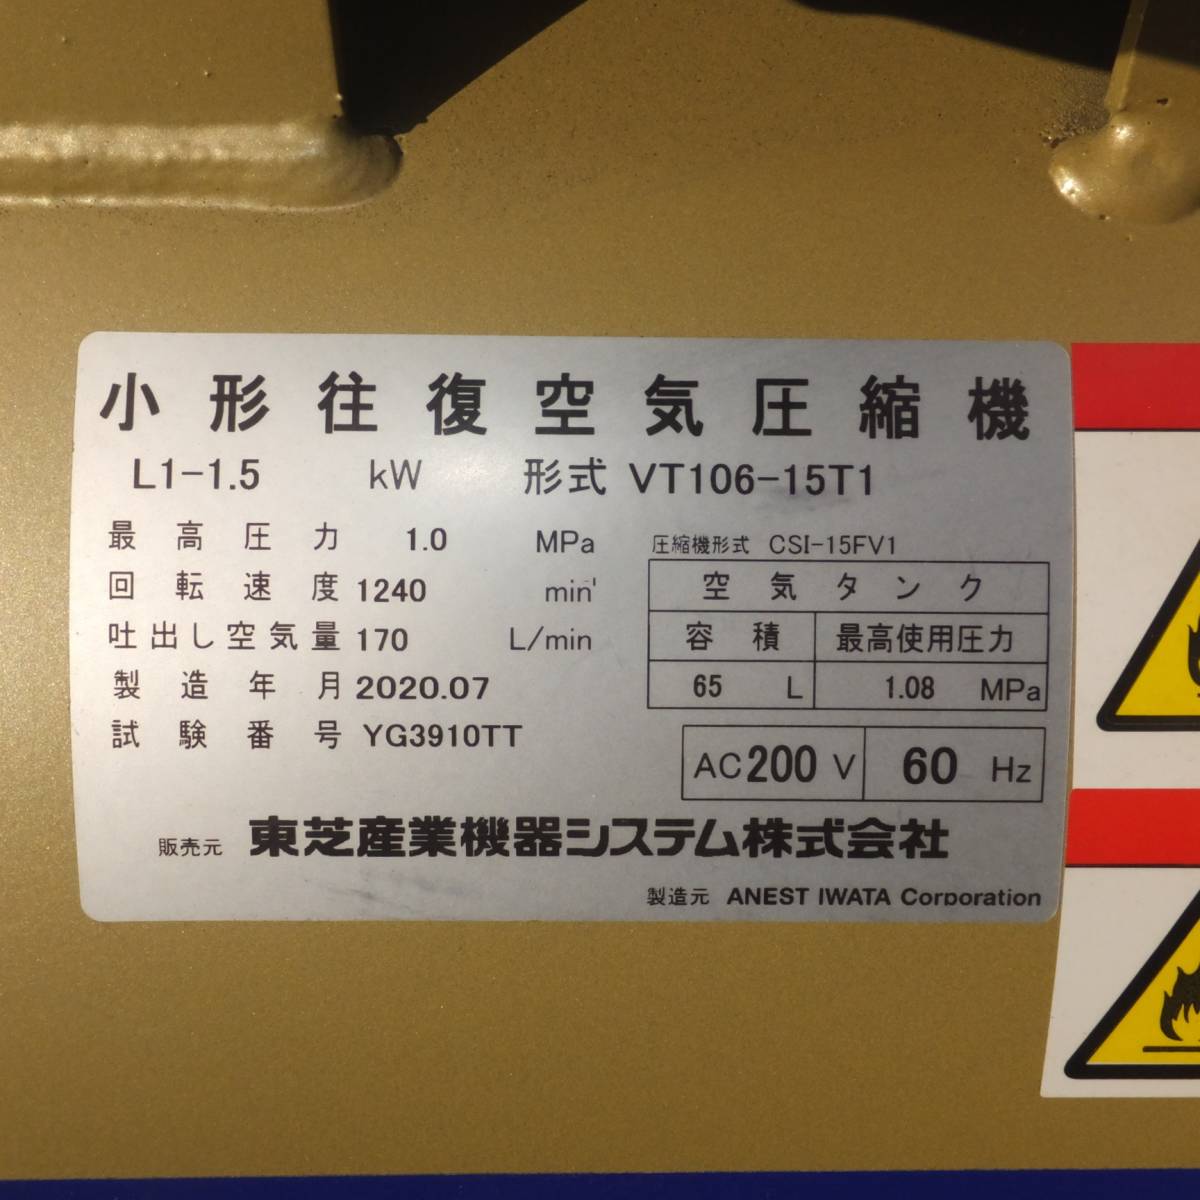 小形往復空気圧縮機
L1-1.5 kW 形式 VT106-15T1
最高圧力 1.0 MPa
回転速度 1240 min¹
吐出し空気量 170 L/min
製造年月 2020.07
試験番号 YG3910TT
圧縮機形式 CSI-15FV1
空気タンク
容積 最高使用圧力
65 L 1.08 MPa
AC 200 V 60 Hz
販売元 東芝産業機器システム株式会社
製造元 ANEST IWATA Corporation